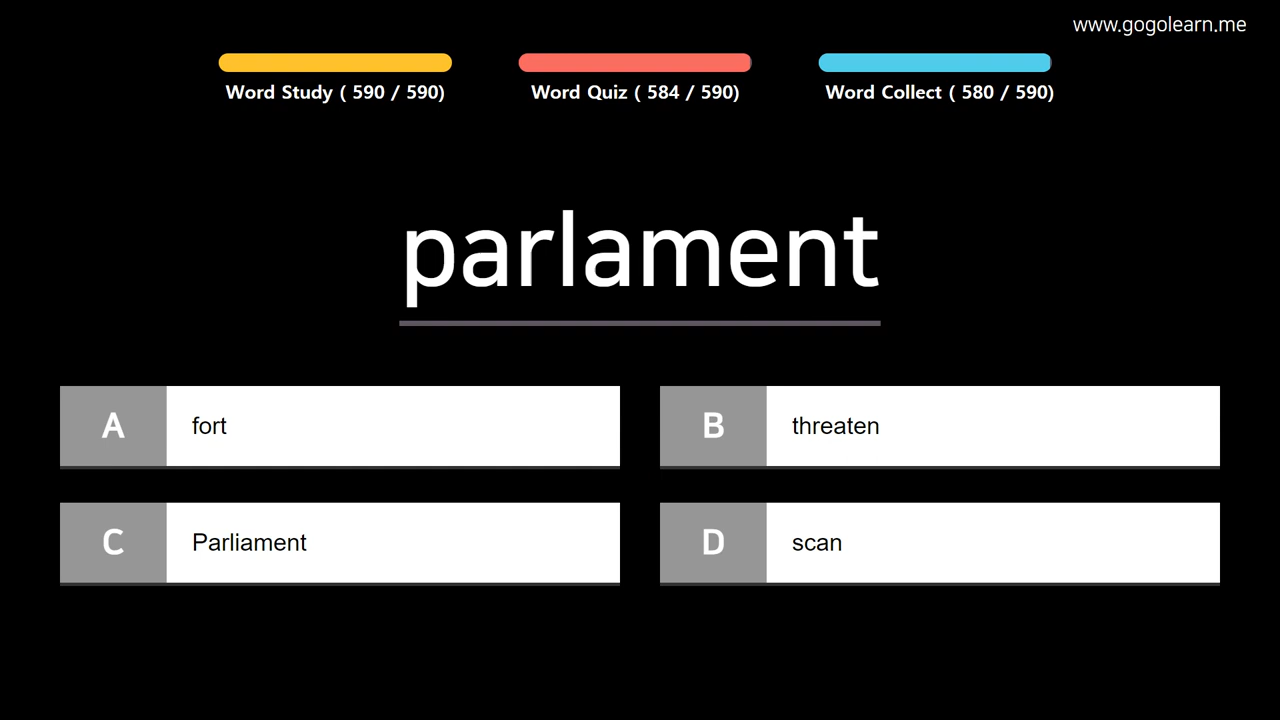 www.gogolearn.me
Word Study ( 590 / 590)
Word Quiz ( 584 / 590)
Word Collect ( 580 / 590)
parlament
A fort
B threaten
C Parliament
D scan